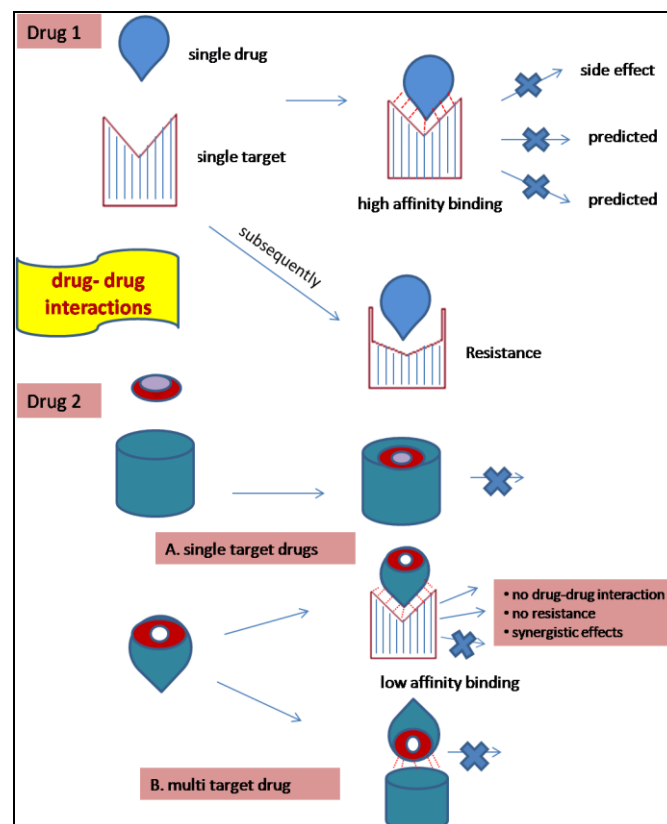 Drug 1
single drug
single target
high affinity binding
side effect
predicted
predicted
subsequently
drug- drug
interactions
Resistance
Drug 2
A. single target drugs
• no drug-drug interaction
• no resistance
• synergistic effects
low affinity binding
B. multi target drug